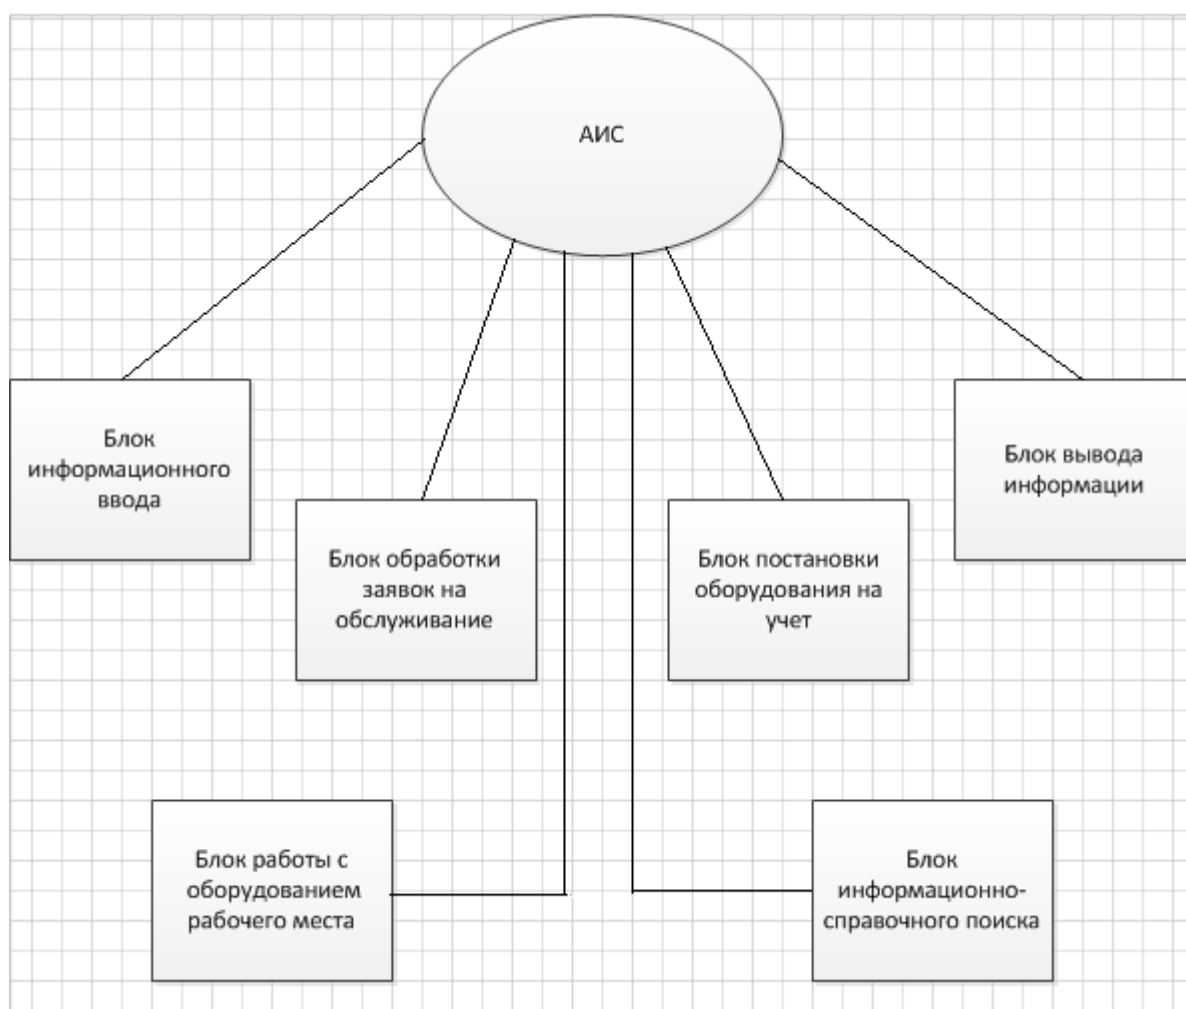 АИС
Блок
информационного
ввода
Блок вывода
информации
Блок обработки
заявок на
обслуживание
Блок постановки
оборудования на
учет
Блок работы с
оборудованием
рабочего места
Блок
информационно-
справочного поиска